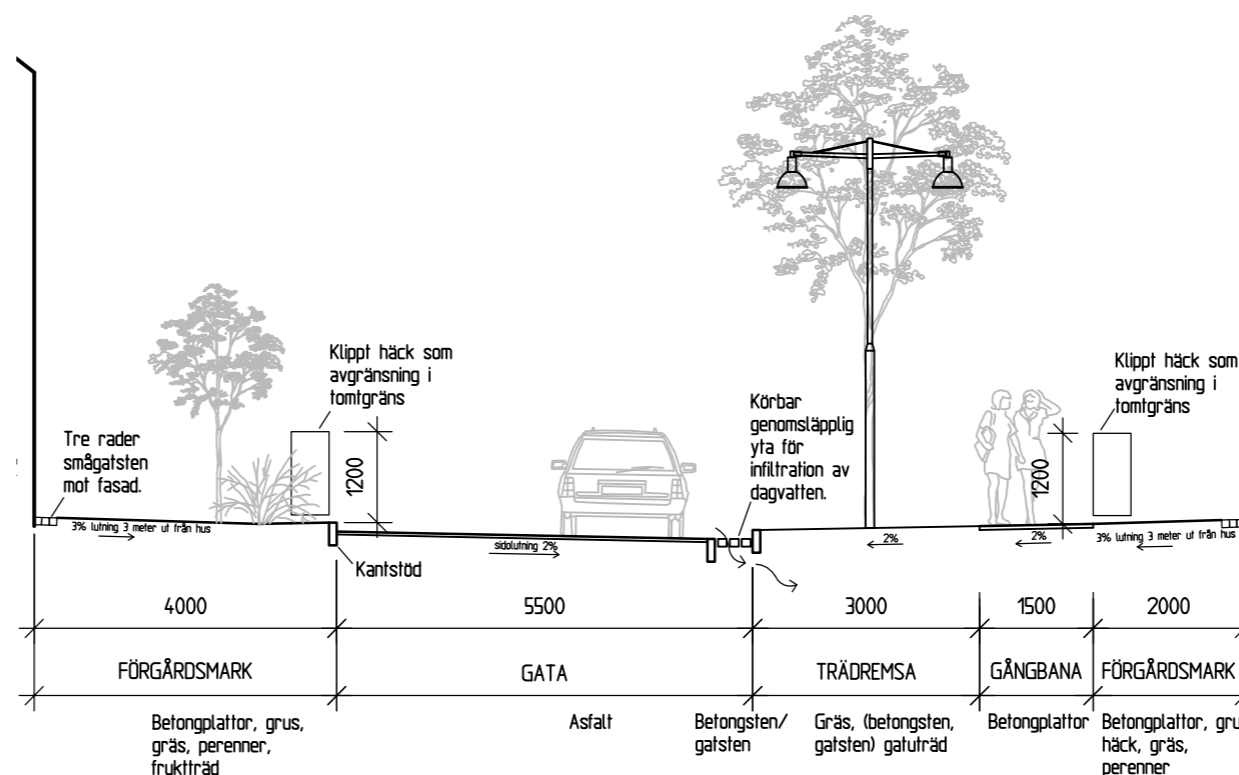 Klippt häck som
avgränsning i
tomtgräns
Klippt häck som
avgränsning i
tomtgräns
Tre rader
smågatsten
mot fasad.
1200
Körbar
genomsläpplig
yta för
infiltration av
dagvatten.
1200
3% lutning 3 meter ut från hus
sidolutning 2%
2%
2%
3% lutning 3 meter ut från hus
Kantstöd
4000
5500
3000
1500
2000
FÖRGÅRDSMARK
GATA
TRÄDREMSA
GÅNGBANA
FÖRGÅRDSMARK
Betongplattor, grus,
gräs, perenner,
fruktträd
Asfalt
Betongsten/
gatsten
Gräs, (betongsten,
gatsten) gatuträd
Betongplattor
Betongplattor, gru
häck, gräs,
perenner